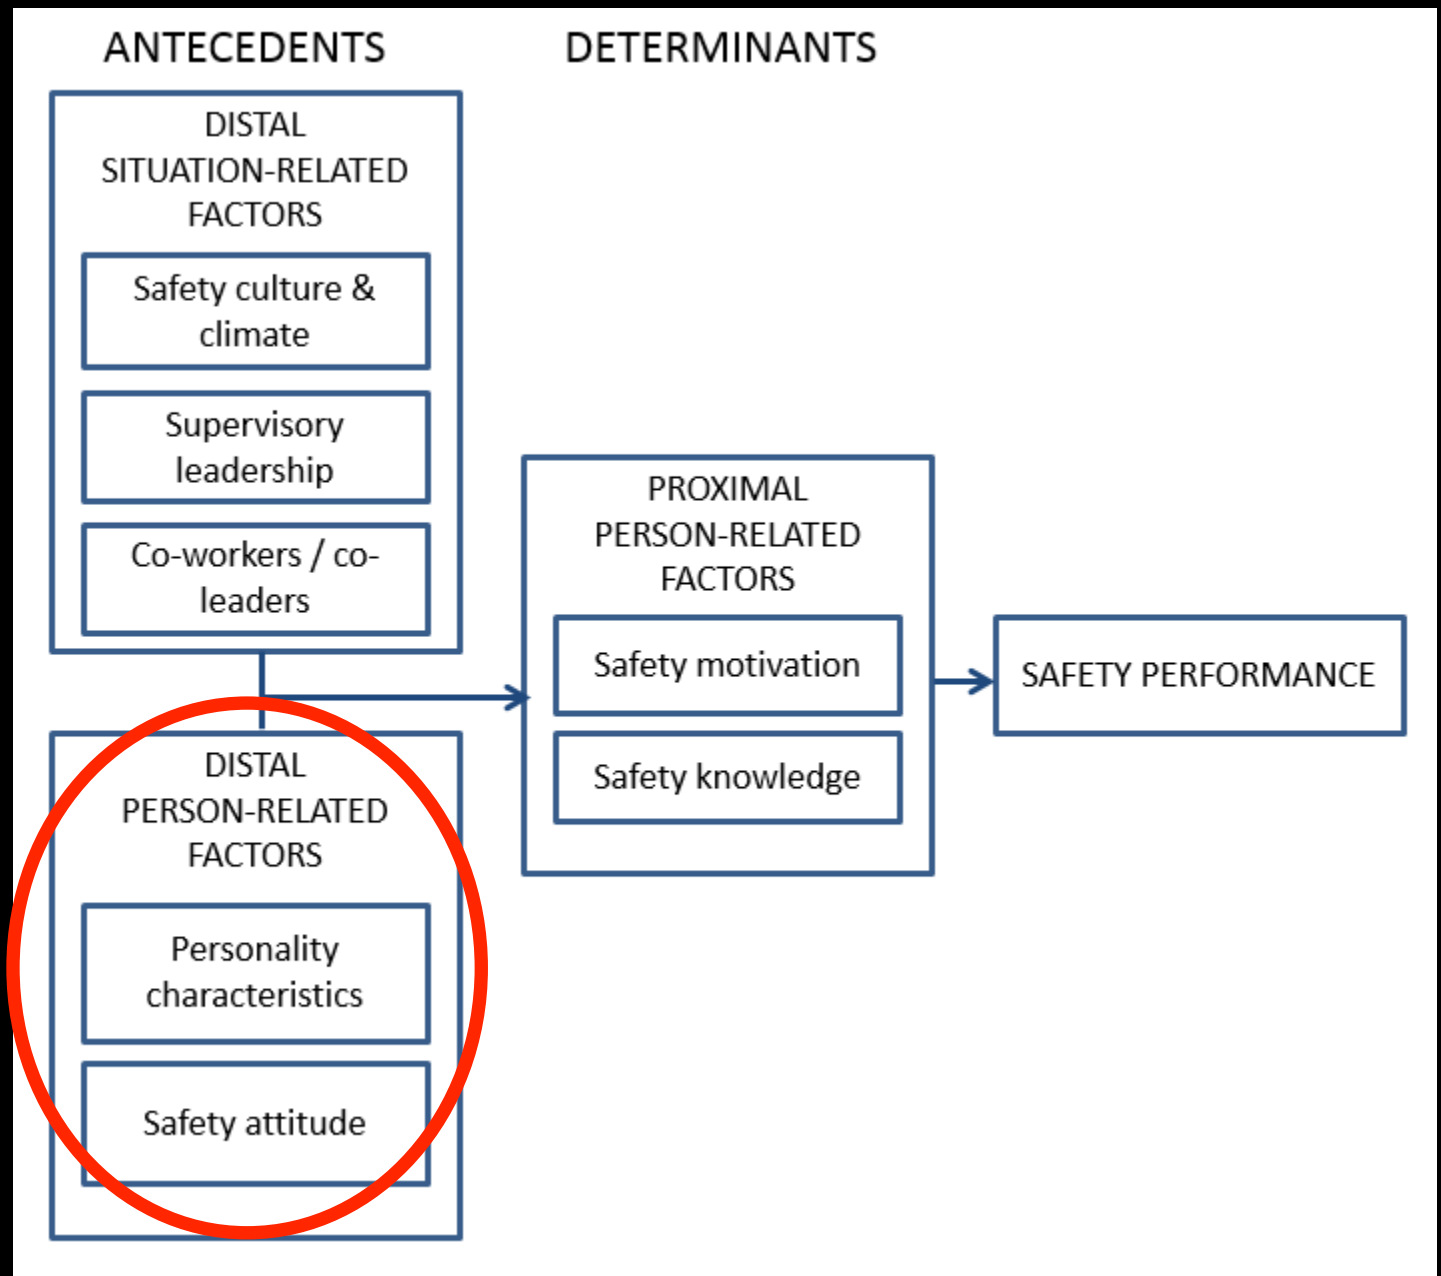 ANTECEDENTS
DETERMINANTS
DISTAL
SITUATION-RELATED
FACTORS
Safety culture &
climate
Supervisory
leadership
Co-workers / co-
leaders
PROXIMAL
PERSON-RELATED
FACTORS
Safety motivation
Safety knowledge
SAFETY PERFORMANCE
DISTAL
PERSON-RELATED
FACTORS
Personality
characteristics
Safety attitude